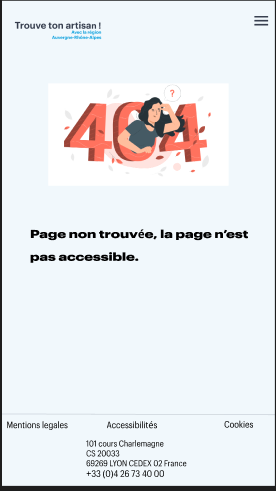 Trouve ton artisan !
Avec la région
Auvergne-Rhône-Alpes
?
404
Page non trouvée, la page n'est
pas accessible.
Mentions legales Accessibilités Cookies
101 cours Charlemagne
CS 20033
69269 LYON CEDEX 02 France
+33 (0)4 26 73 40 00